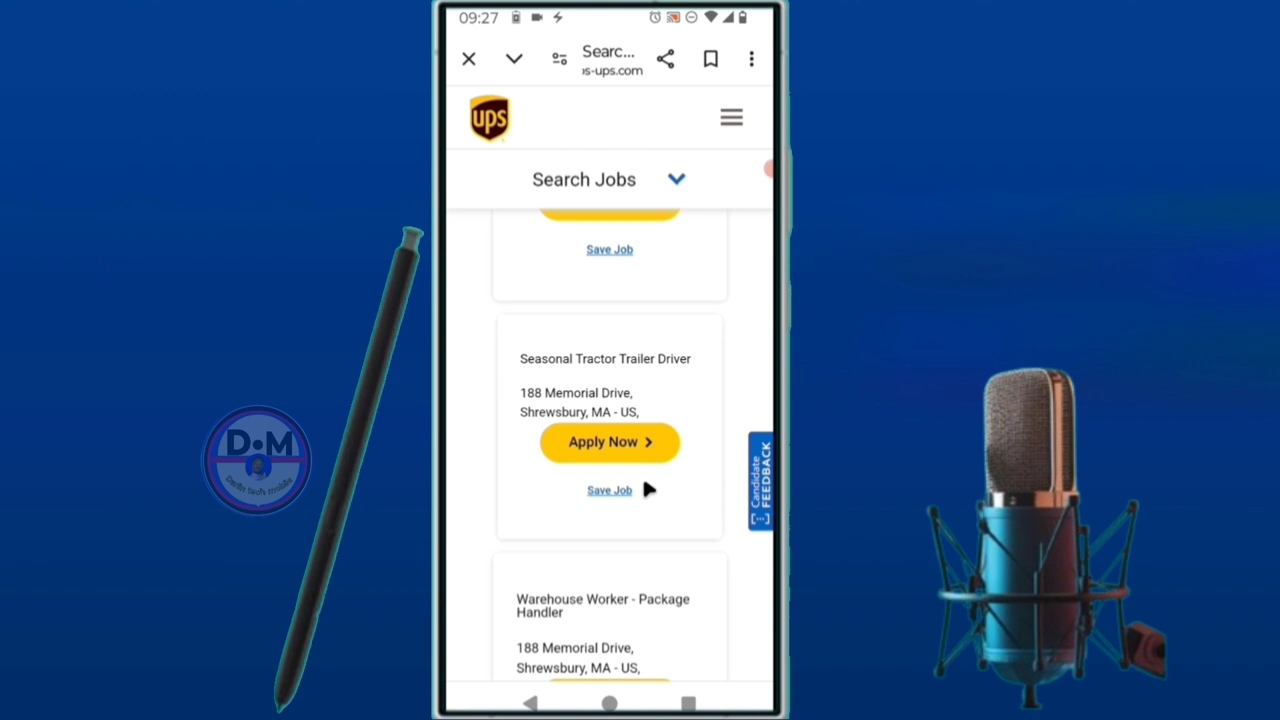 09:27
Searc...
s-ups.com
ups
Search Jobs
Save Job
Seasonal Tractor Trailer Driver
188 Memorial Drive,
Shrewsbury, MA - US,
Apply Now
Save Job
Candidate
FEEDBACK
Warehouse Worker - Package
Handler
188 Memorial Drive,
Shrewsbury, MA - US,
D•M